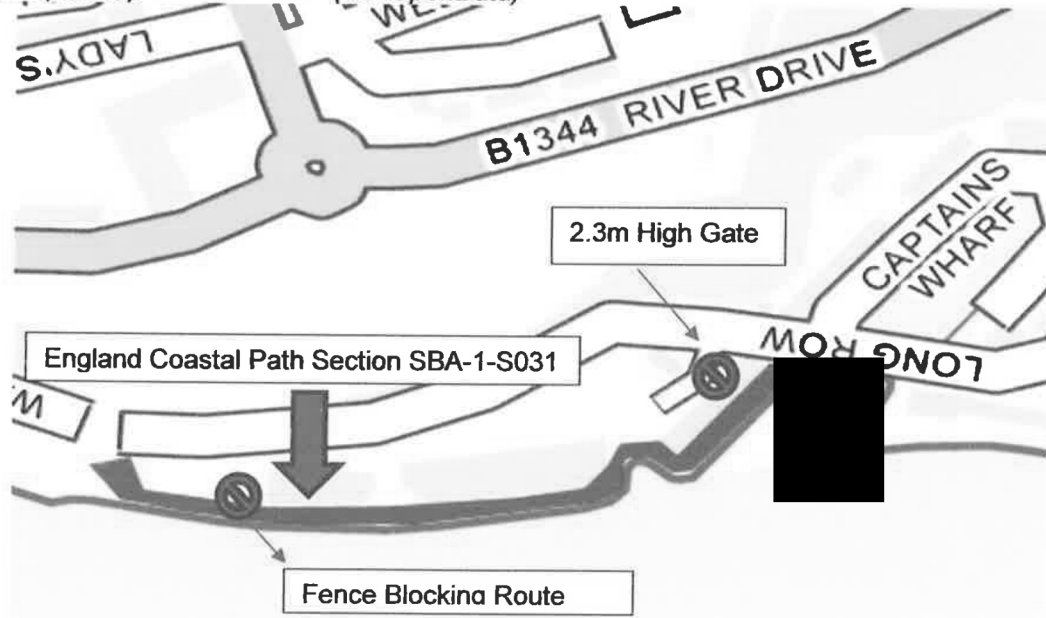 LADY'S
B1344 RIVER DRIVE
2.3m High Gate
CAPTAINS
WHARF
England Coastal Path Section SBA-1-S031
LONG ROW
Fence Blocking Route